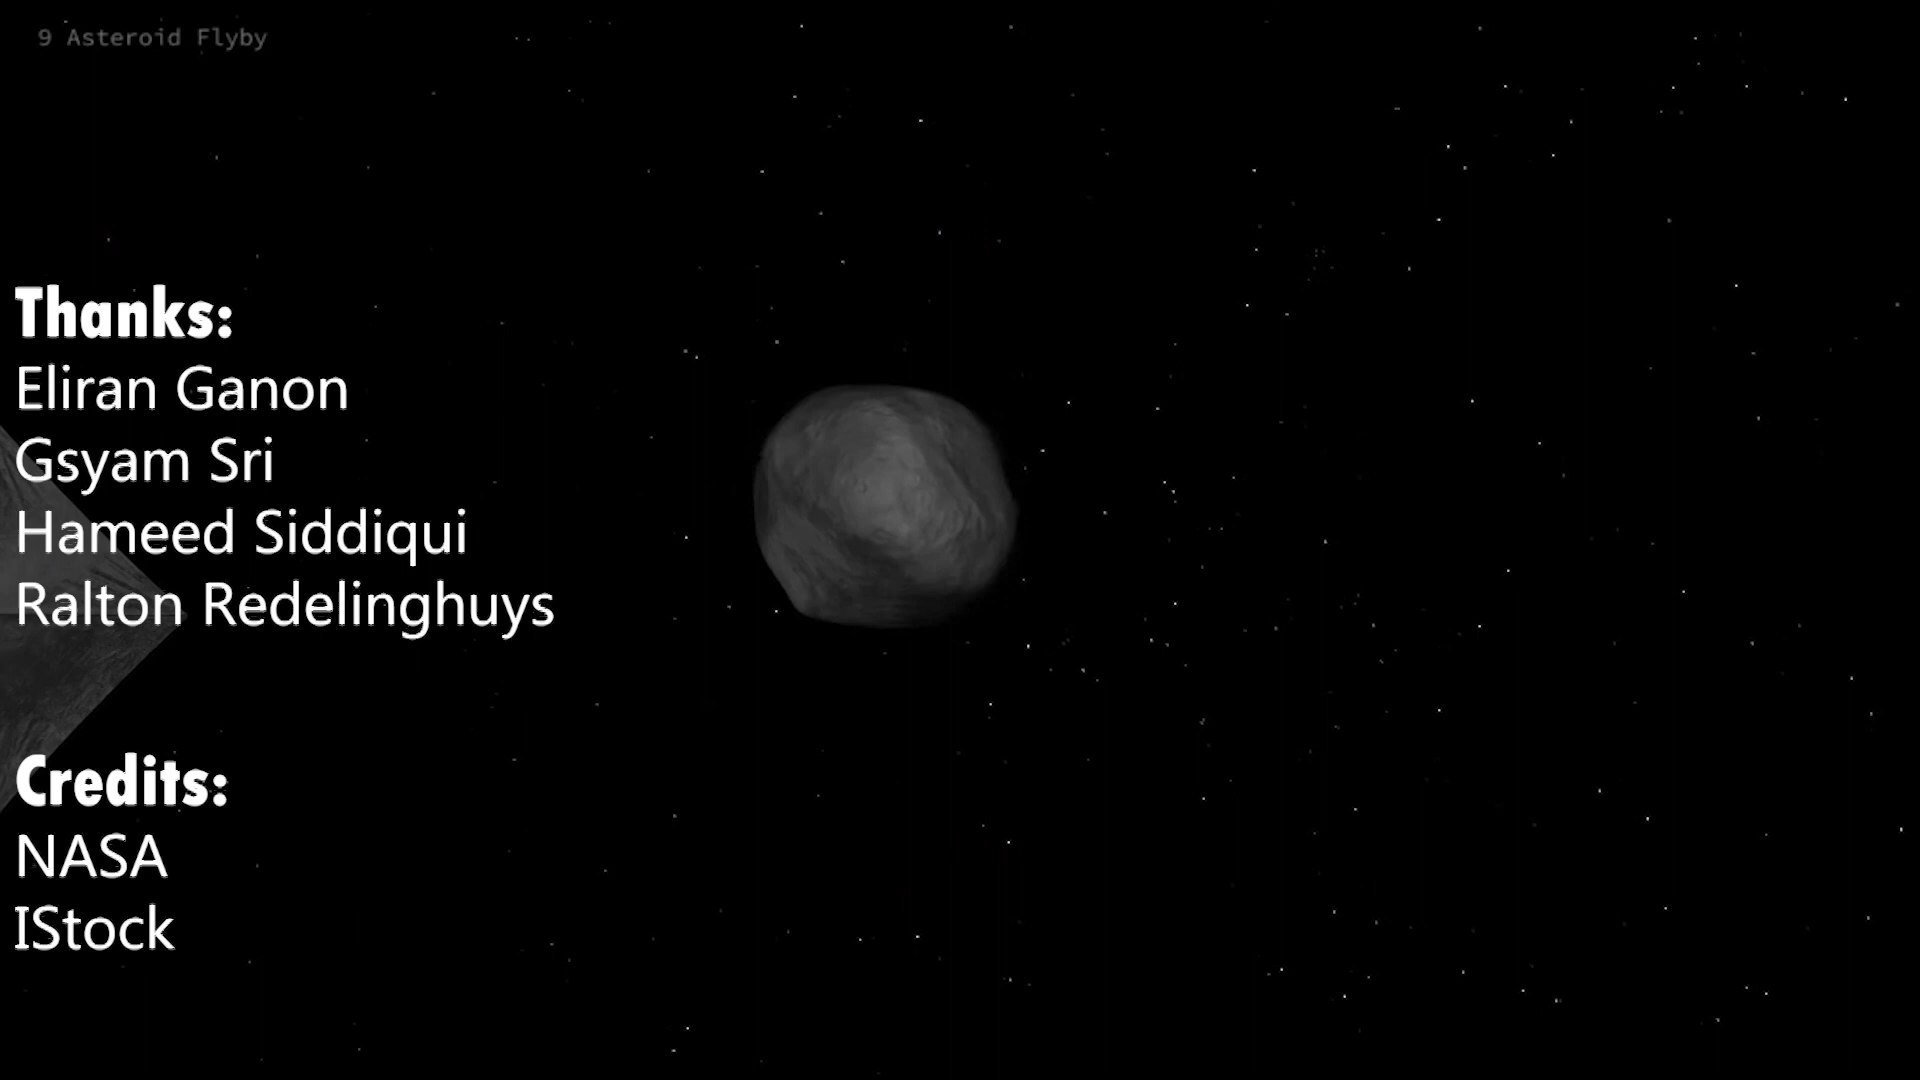 9 Asteroid Flyby
Thanks:
Eliran Ganon
Gsyam Sri
Hameed Siddiqui
Ralton Redelinghuys
Credits:
NASA
IStock